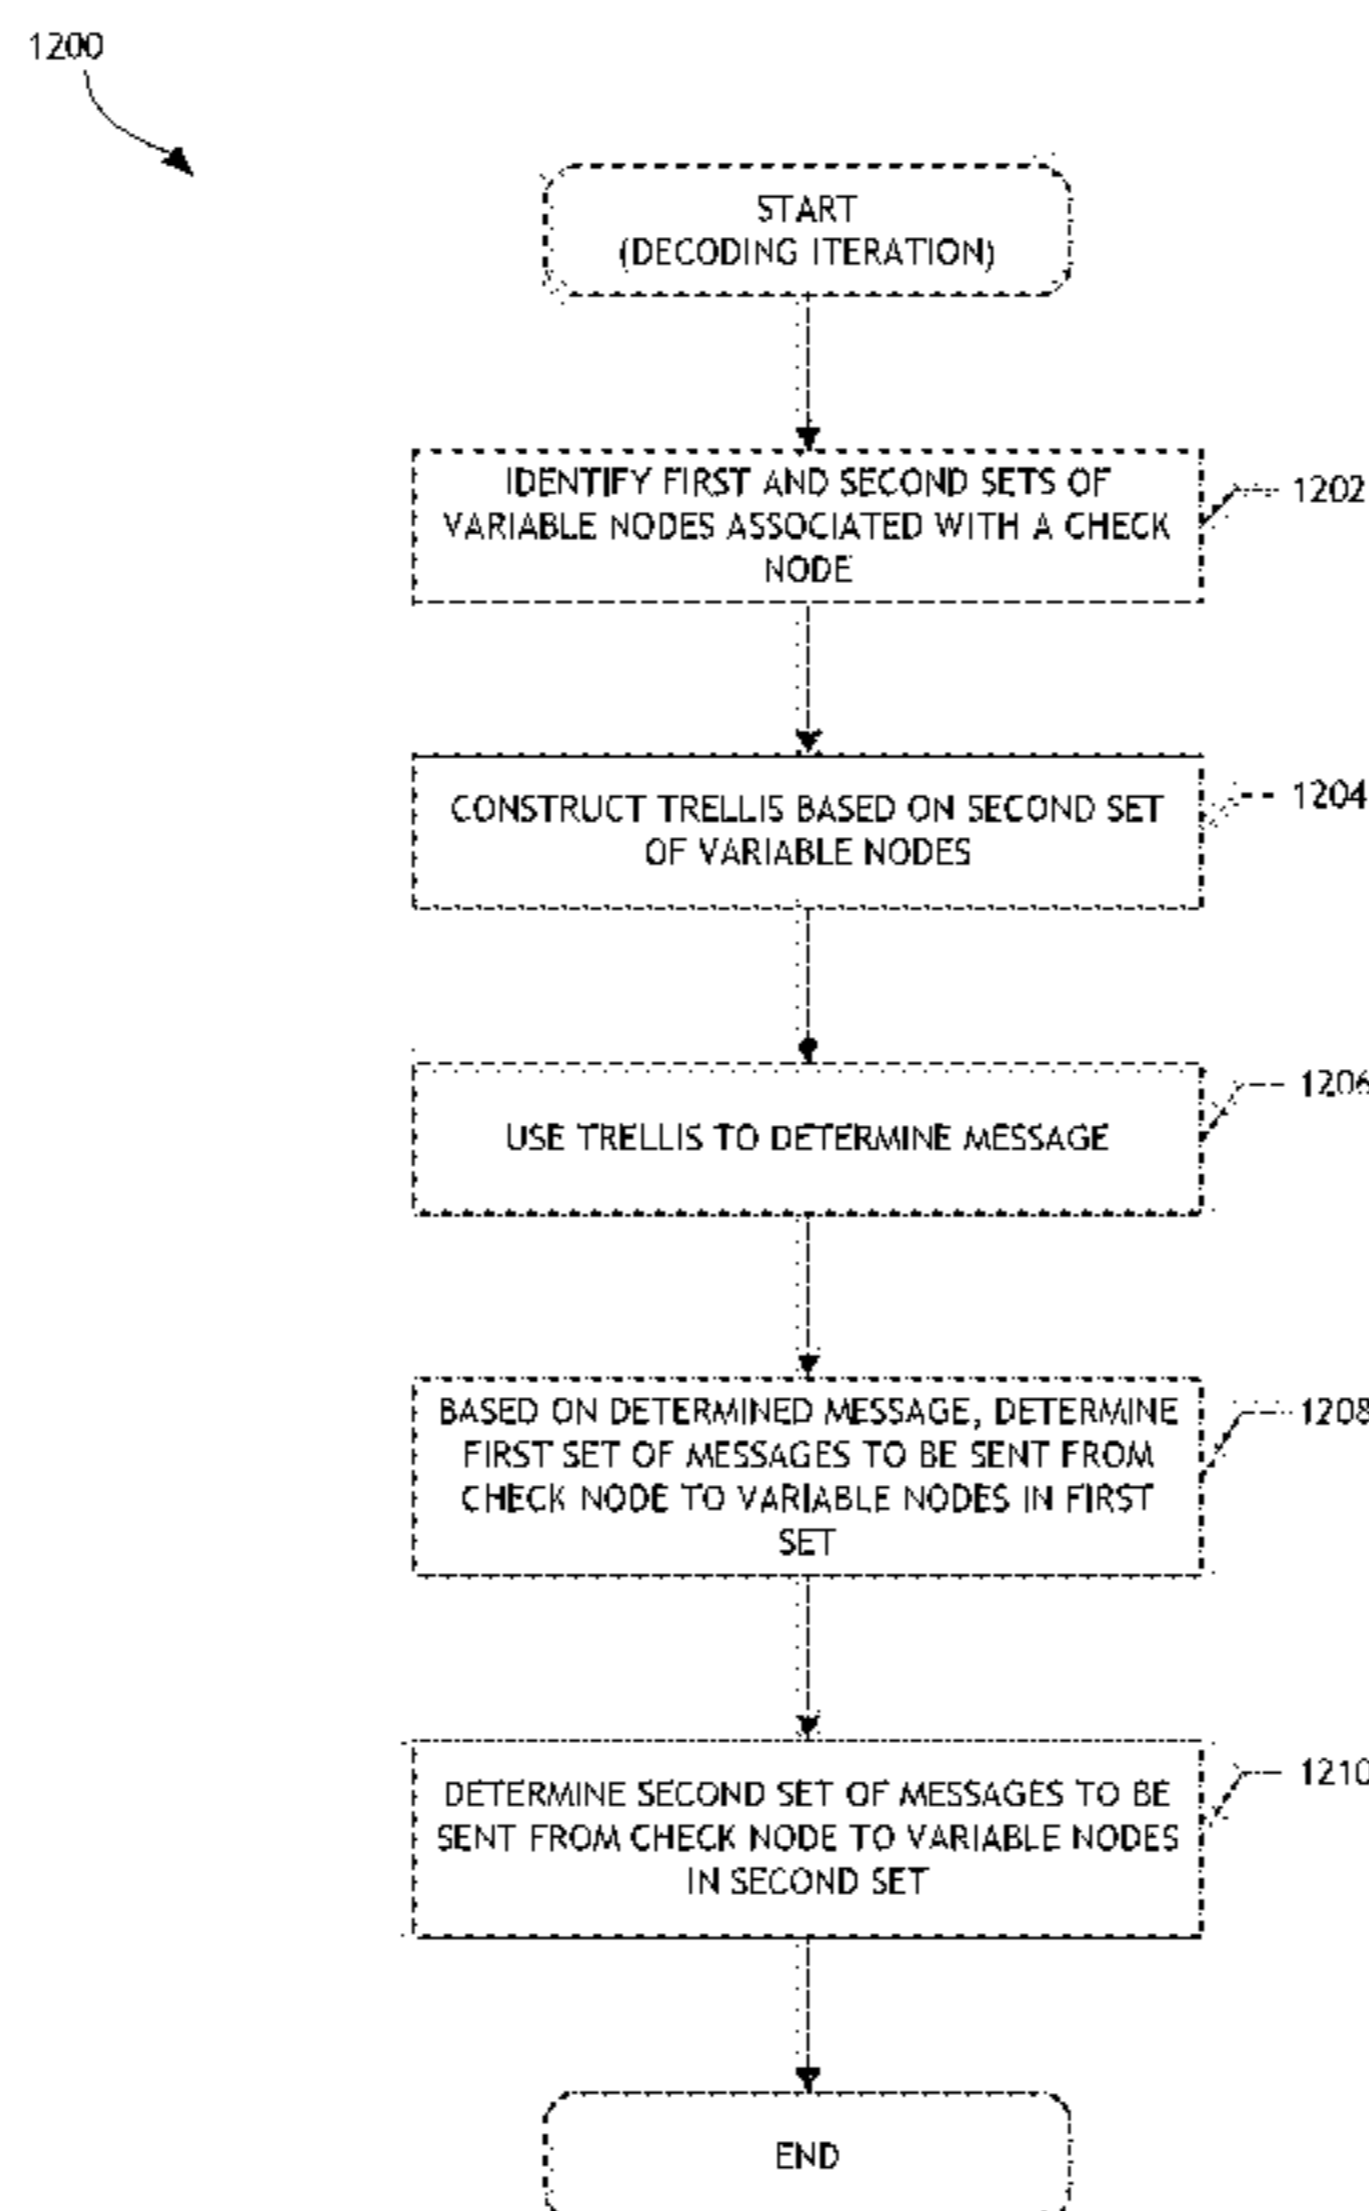 1200
START
(DECODING ITERATION)
IDENTIFY FIRST AND SECOND SETS OF
VARIABLE NODES ASSOCIATED WITH A CHECK
NODE
1202
CONSTRUCT TRELLIS BASED ON SECOND SET
OF VARIABLE NODES
1204
USE TRELLIS TO DETERMINE MESSAGE
1206
BASED ON DETERMINED MESSAGE, DETERMINE
FIRST SET OF MESSAGES TO BE SENT FROM
CHECK NODE TO VARIABLE NODES IN FIRST
SET
1208
DETERMINE SECOND SET OF MESSAGES TO BE
SENT FROM CHECK NODE TO VARIABLE NODES
IN SECOND SET
1210
END